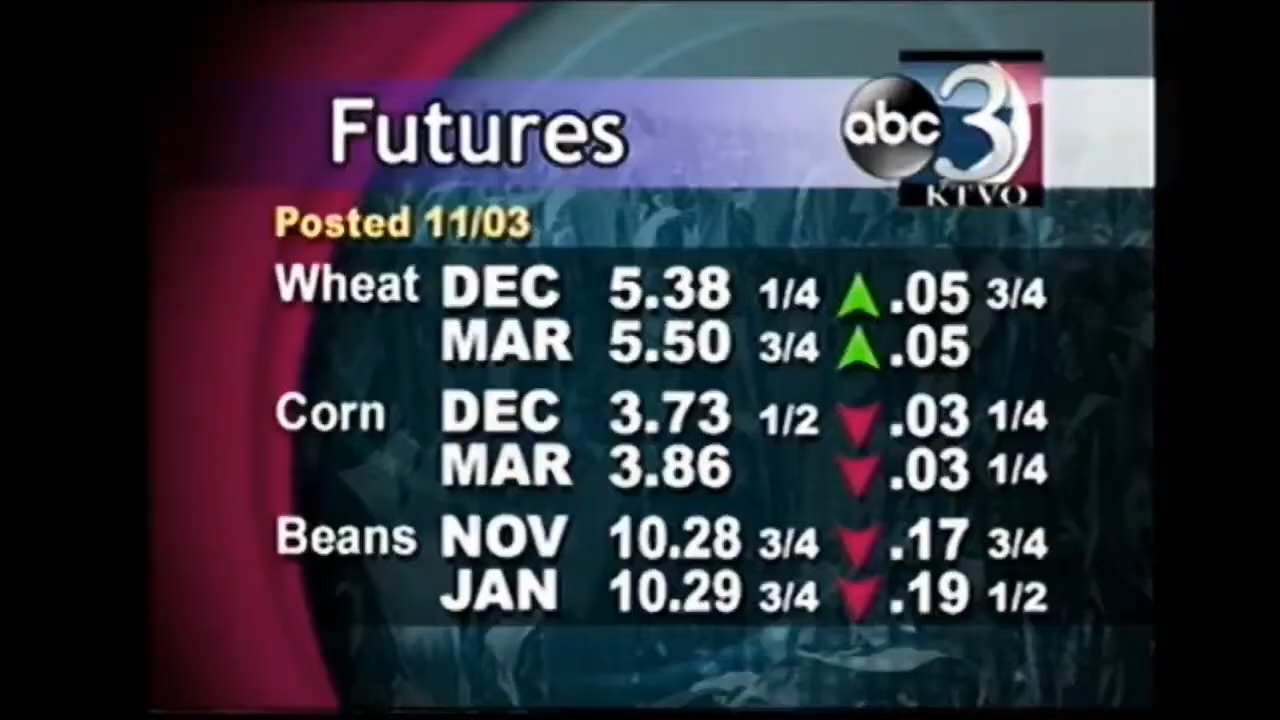 Futures
abc 3
KTVO
Posted 11/03
Wheat DEC 5.38 1/4 .05 3/4
MAR 5.50 3/4 .05
Corn DEC 3.73 1/2 .03 1/4
MAR 3.86 .03 1/4
Beans NOV 10.28 3/4 .17 3/4
JAN 10.29 3/4 .19 1/2